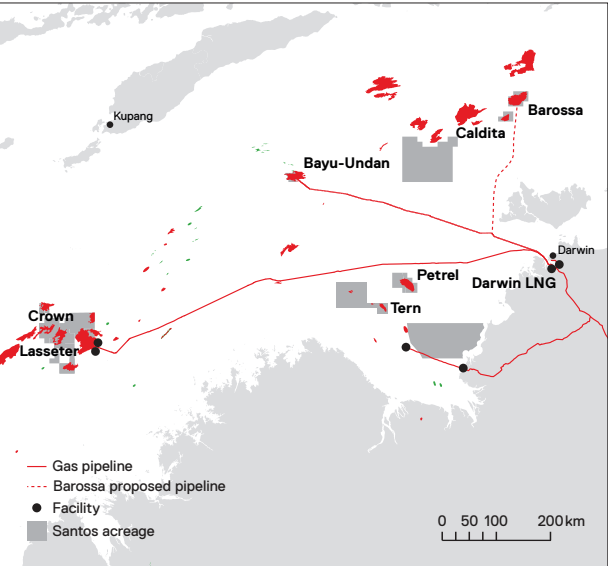 Kupang
Barossa
Caldita
Bayu-Undan
Darwin
Petrel
Darwin LNG
Tern
Crown
Lasseter
Gas pipeline
Barossa proposed pipeline
Facility
Santos acreage
0 50 100 200 km